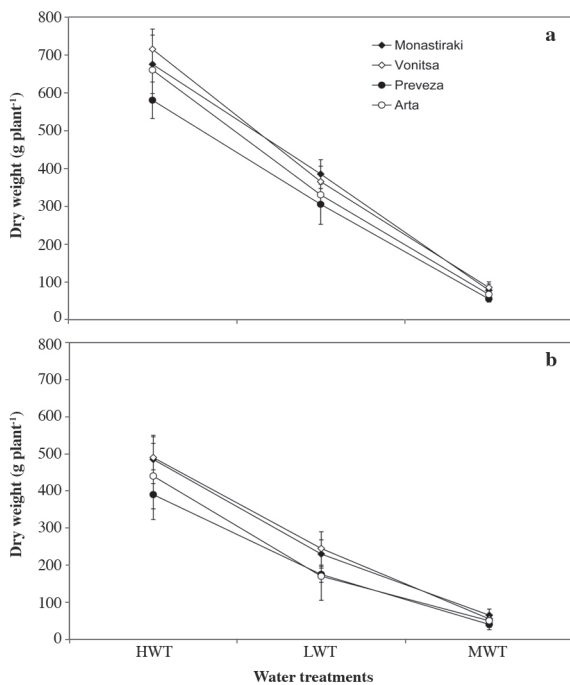 800
700
600
500
400
300
200
100
0
Dry weight (g plant⁻¹)
a
Monastiraki
Vonitsa
Preveza
Arta
800
700
600
500
400
300
200
100
0
Dry weight (g plant⁻¹)
b
HWT LWT MWT
Water treatments